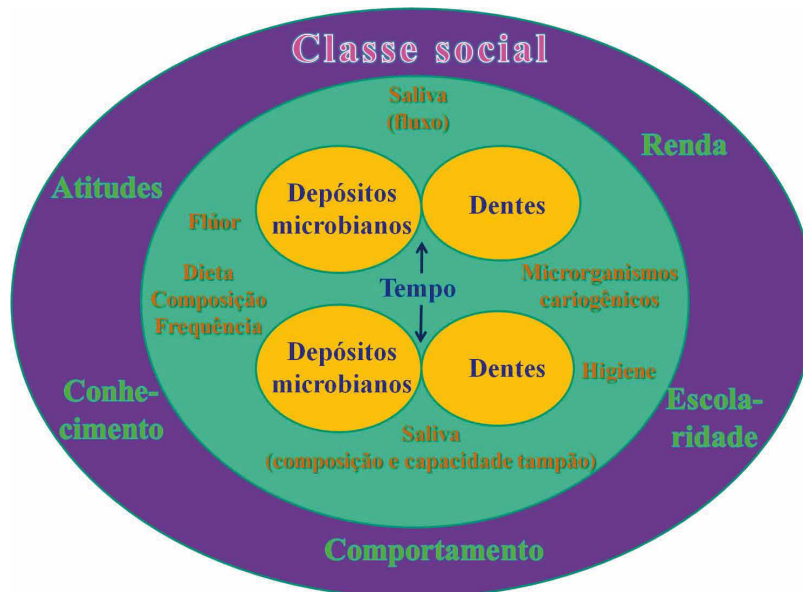 Classe social
Saliva
(fluxo)
Renda
Atitudes
Depósitos
microbianos
Dentes
Flúor
Dieta
Composição
Frequência
Tempo
Microrganismos
cariogênicos
Depósitos
microbianos
Dentes
Higiene
Conhe-
cimento
Escola-
ridade
Saliva
(composição e capacidade tampão)
Comportamento